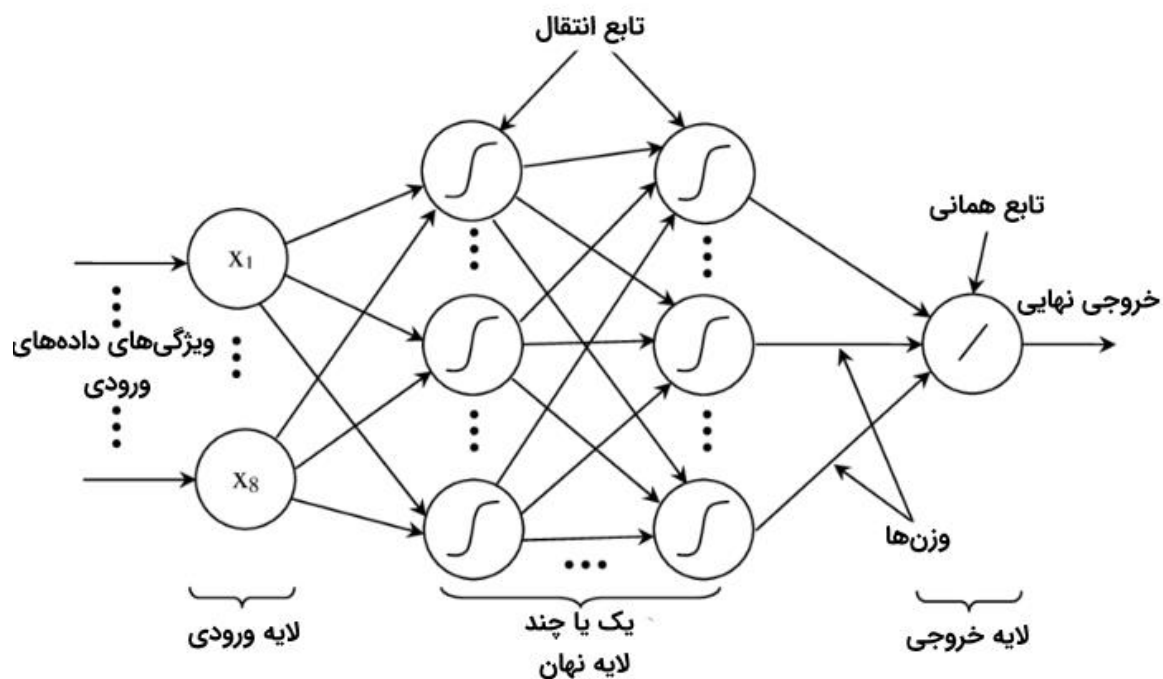 تابع انتقال
تابع همانی
خروجی نهایی
x1
ویژگی‌های داده‌های
ورودی
x8
وزن‌ها
لایه ورودی
یک یا چند
لایه نهان
لایه خروجی